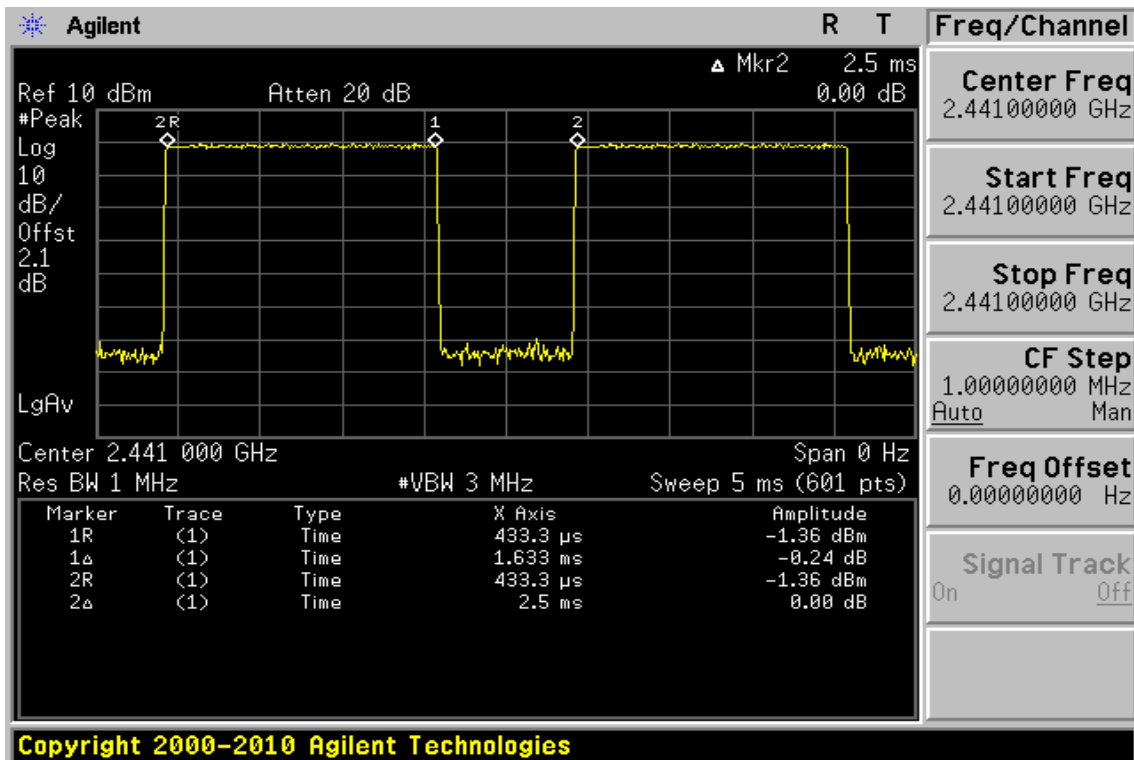 Agilent
R T
Freq/Channel
▵ Mkr2 2.5 ms
Ref 10 dBm Atten 20 dB 0.00 dB
#Peak
Log
10
dB/
Offst
2.1
dB
LgAv
2R
1
2
Center 2.441 000 GHz Span 0 Hz
Res BW 1 MHz #VBW 3 MHz Sweep 5 ms (601 pts)
Marker Trace Type X Axis Amplitude
1R (1) Time 433.3 µs -1.36 dBm
1▵ (1) Time 1.633 ms -0.24 dB
2R (1) Time 433.3 µs -1.36 dBm
2▵ (1) Time 2.5 ms 0.00 dB
Center Freq
2.44100000 GHz
Start Freq
2.44100000 GHz
Stop Freq
2.44100000 GHz
CF Step
1.00000000 MHz
Auto Man
Freq Offset
0.00000000 Hz
Signal Track
On Off
Copyright 2000-2010 Agilent Technologies